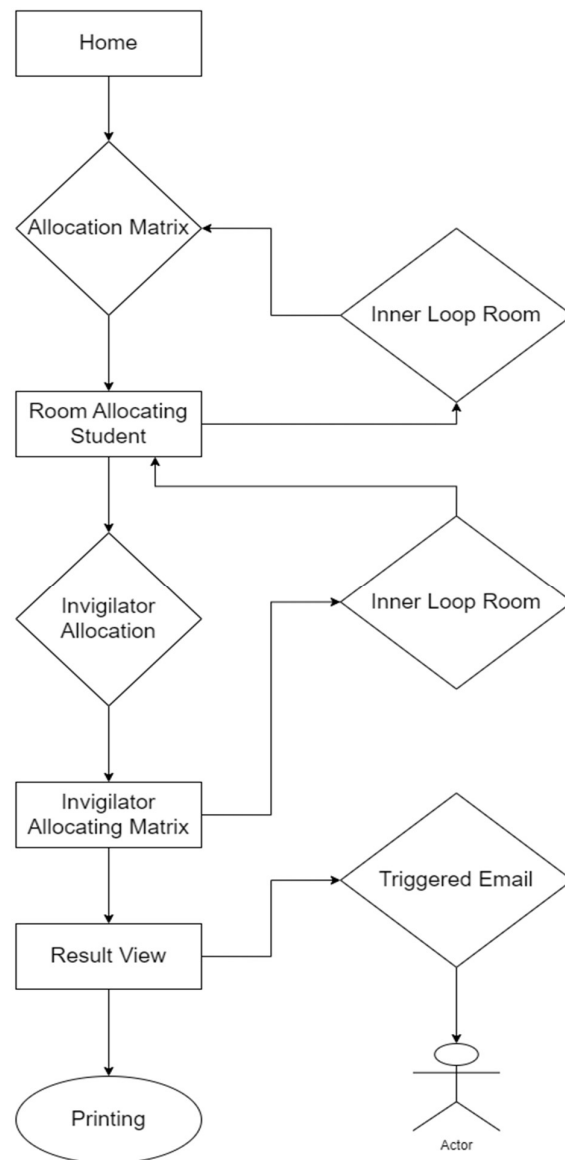 Home
Allocation Matrix
Inner Loop Room
Room Allocating
Student
Invigilator
Allocation
Inner Loop Room
Invigilator
Allocating Matrix
Triggered Email
Result View
Printing
Actor